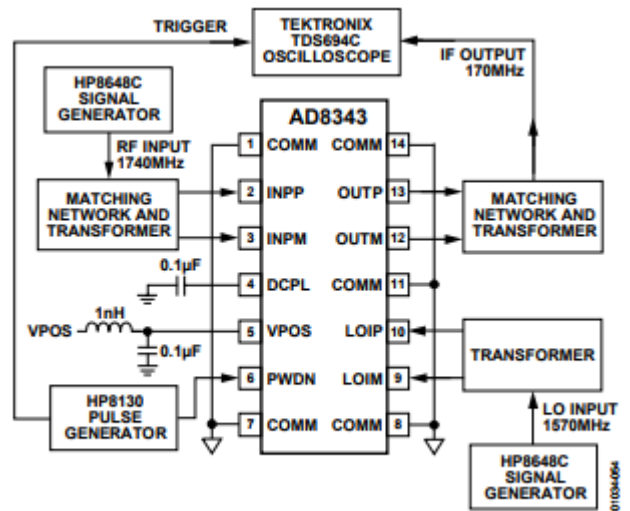 TRIGGER
TEKTRONIX
TDS694C
OSCILLOSCOPE
IF OUTPUT
170MHz
HP8648C
SIGNAL
GENERATOR
RF INPUT
1740MHz
MATCHING
NETWORK AND
TRANSFORMER
AD8343
1 COMM COMM 14
2 INPP OUTP 13
3 INPM OUTM 12
4 DCPL COMM 11
5 VPOS LOIP 10
6 PWDN LOIM 9
7 COMM COMM 8
0.1µF
VPOS
1nH
0.1µF
HP8130
PULSE
GENERATOR
MATCHING
NETWORK AND
TRANSFORMER
TRANSFORMER
LO INPUT
1570MHz
HP8648C
SIGNAL
GENERATOR
01034-054